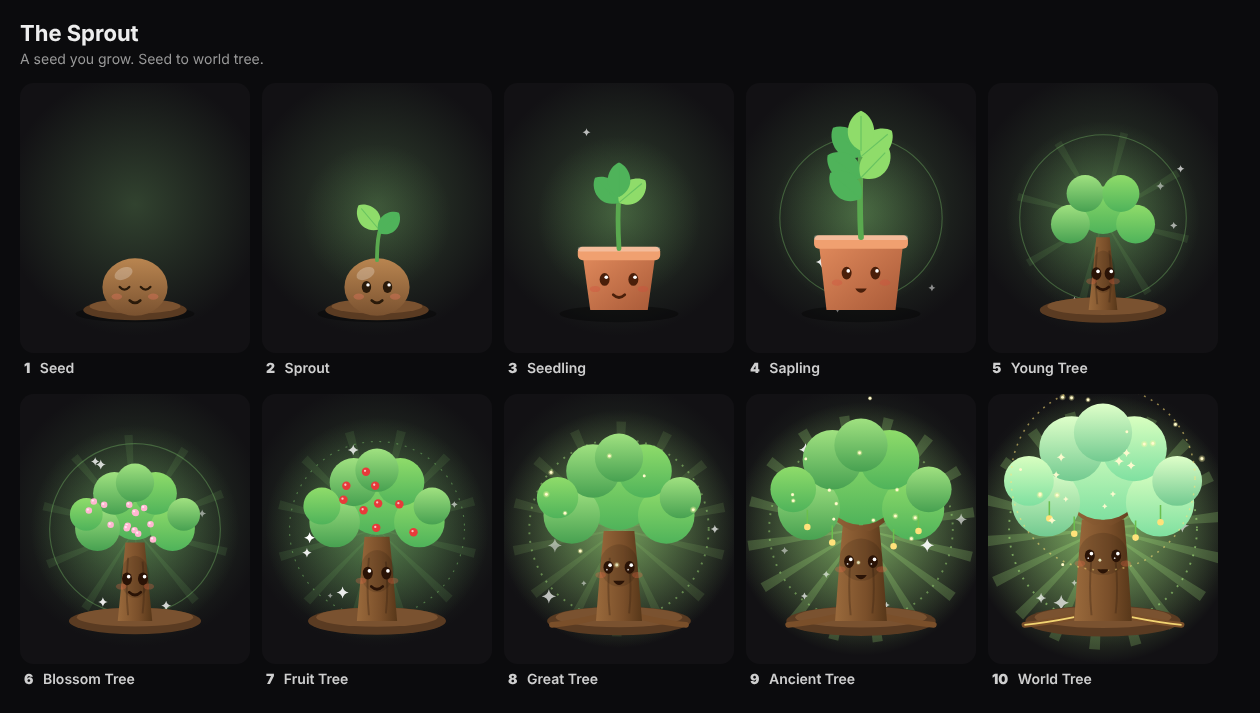 The Sprout
A seed you grow. Seed to world tree.
1 Seed
2 Sprout
3 Seedling
4 Sapling
5 Young Tree
6 Blossom Tree
7 Fruit Tree
8 Great Tree
9 Ancient Tree
10 World Tree